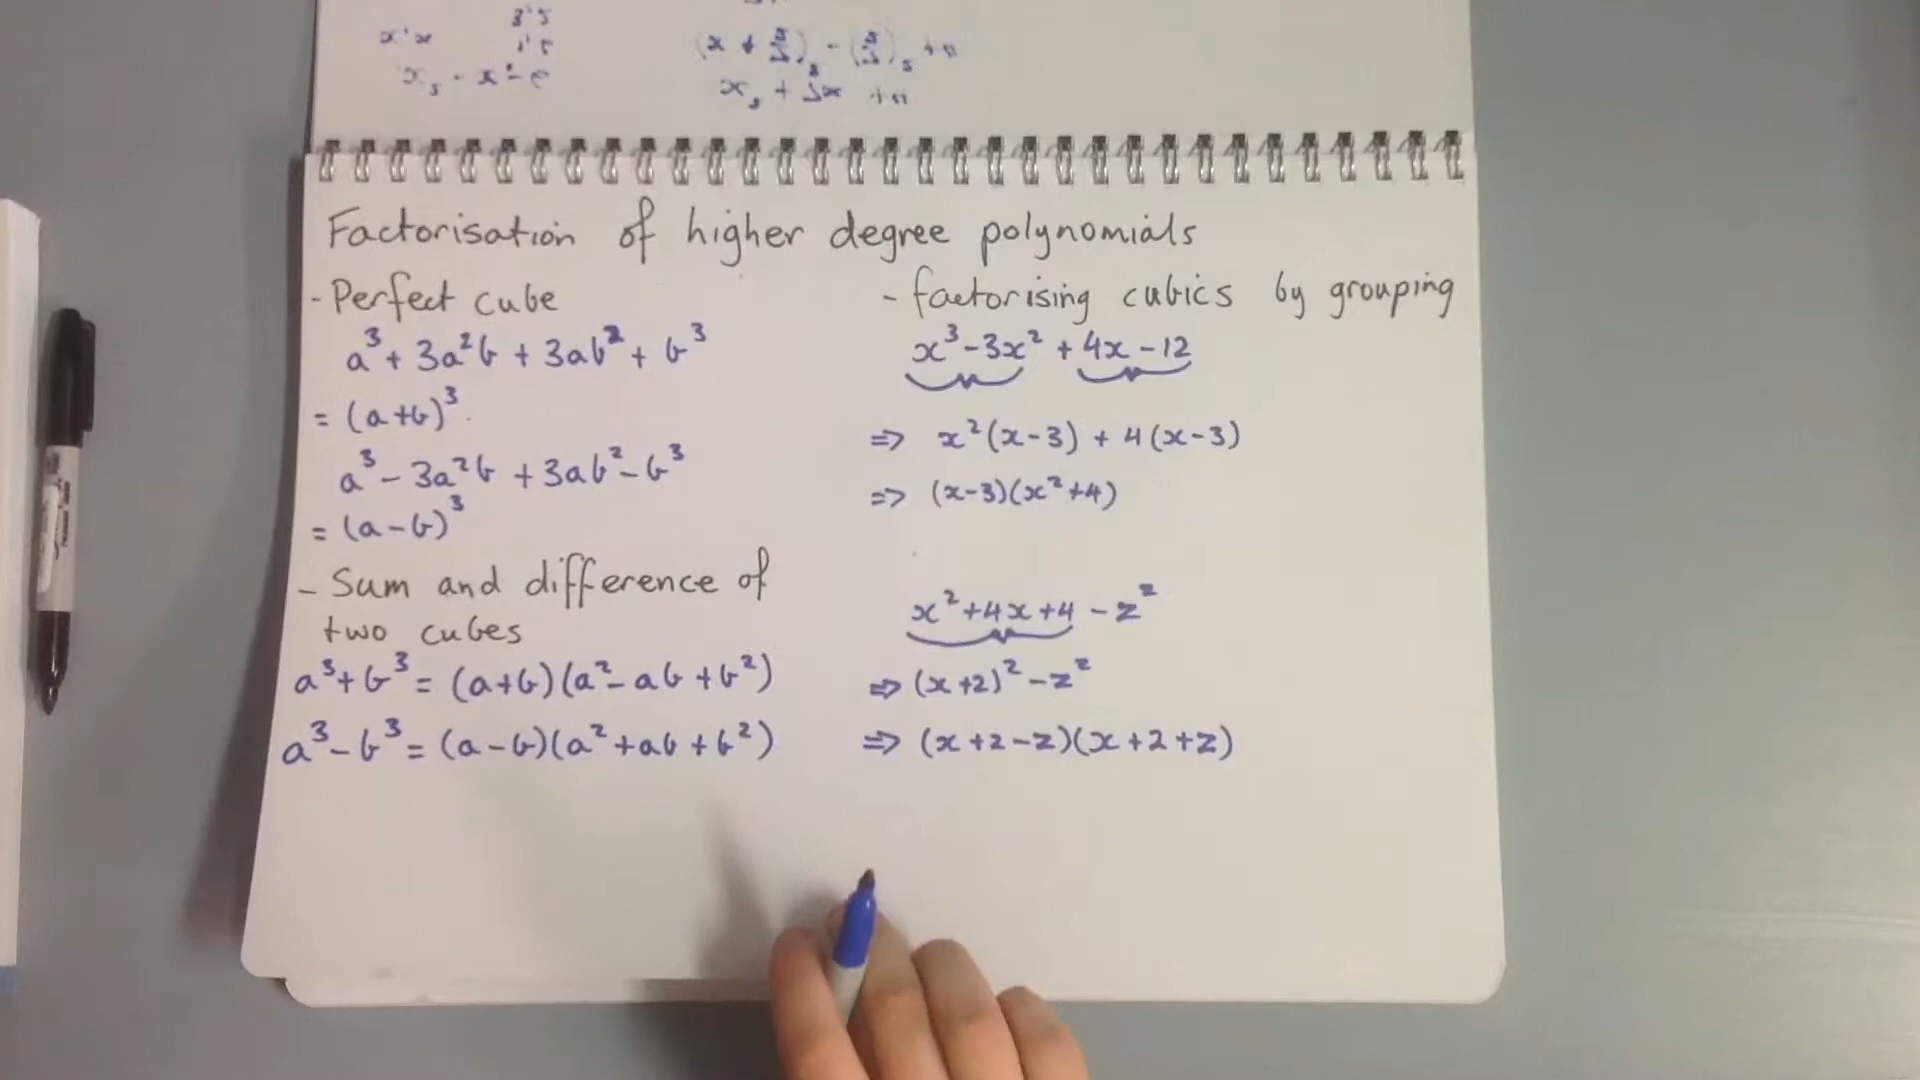 Factorisation of higher degree polynomials
- Perfect cube
a³ + 3a²b + 3ab² + b³
= (a+b)³
a³ - 3a²b + 3ab² - b³
= (a-b)³
- Sum and difference of
two cubes
a³+b³ = (a+b)(a²-ab+b²)
a³-b³ = (a-b)(a²+ab+b²)
- factorising cubics by grouping
x³-3x² + 4x-12
=> x²(x-3) + 4(x-3)
=> (x-3)(x²+4)
x²+4x+4 - z²
=> (x+2)² - z²
=> (x+2-z)(x+2+z)